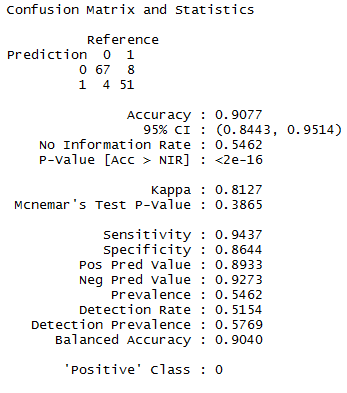 Confusion Matrix and Statistics
Reference
Prediction 0 1
0 67 8
1 4 51
Accuracy : 0.9077
95% CI : (0.8443, 0.9514)
No Information Rate : 0.5462
P-Value [Acc > NIR] : <2e-16
Kappa : 0.8127
Mcnemar's Test P-Value : 0.3865
Sensitivity : 0.9437
Specificity : 0.8644
Pos Pred Value : 0.8933
Neg Pred Value : 0.9273
Prevalence : 0.5462
Detection Rate : 0.5154
Detection Prevalence : 0.5769
Balanced Accuracy : 0.9040
'Positive' Class : 0